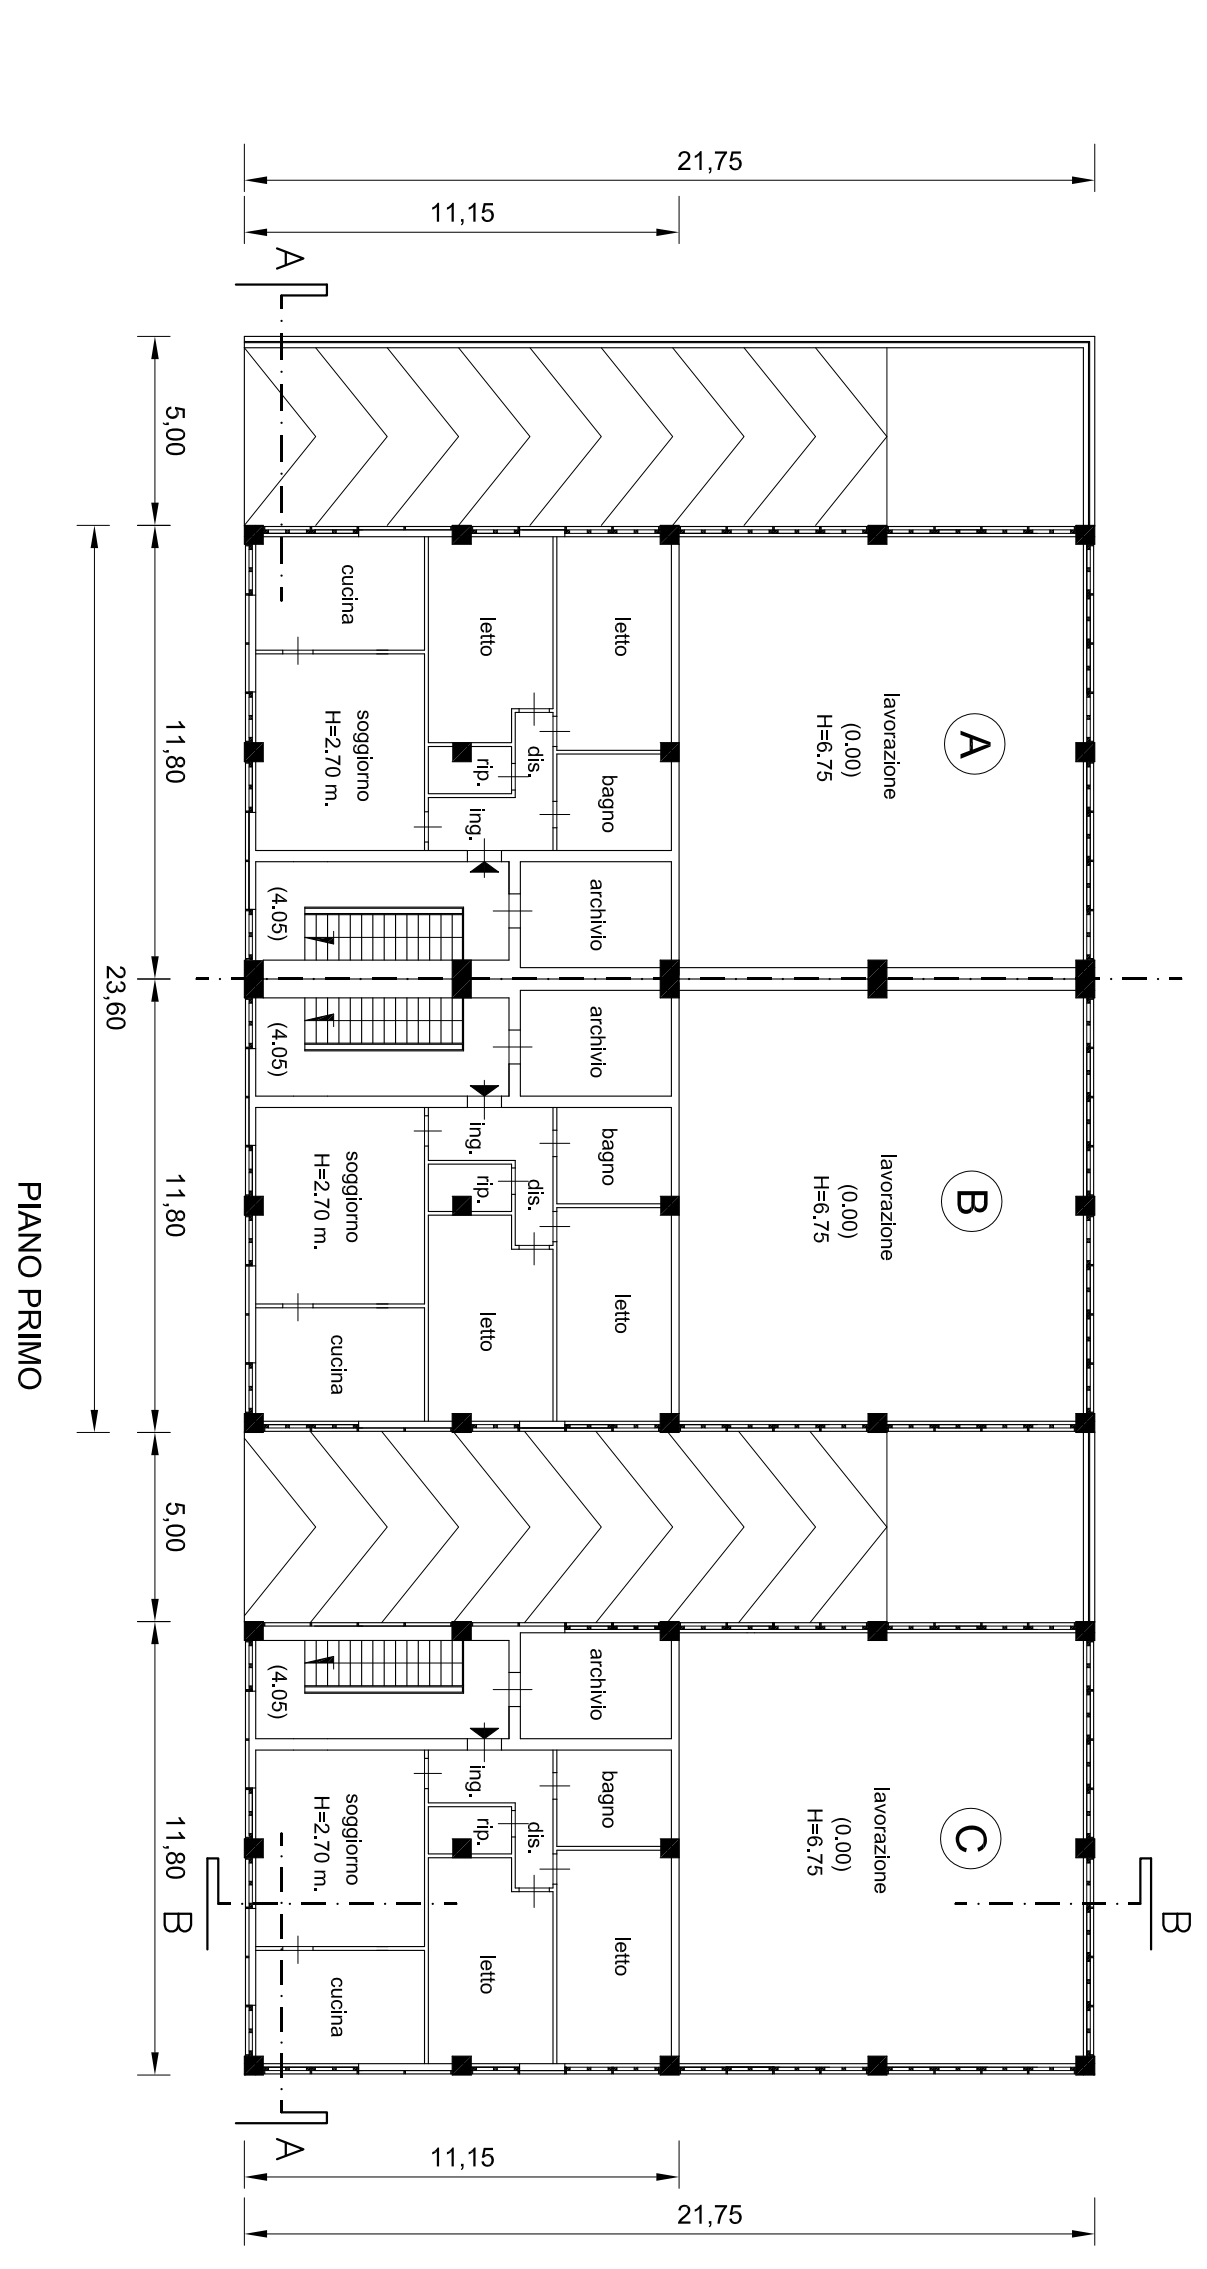 21,75
11,15
A
5,00
11,80
23,60
11,80
5,00
11,80
cucina
letto
letto
soggiorno
H=2.70 m.
rip.
dis.
ing.
bagno
(4.05)
archivio
A
lavorazione
(0.00)
H=6.75
(4.05)
archivio
ing.
bagno
rip.
dis.
soggiorno
H=2.70 m.
letto
letto
cucina
B
lavorazione
(0.00)
H=6.75
(4.05)
archivio
ing.
bagno
rip.
dis.
soggiorno
H=2.70 m.
letto
letto
cucina
C
lavorazione
(0.00)
H=6.75
B
B
A
11,15
21,75
PIANO PRIMO